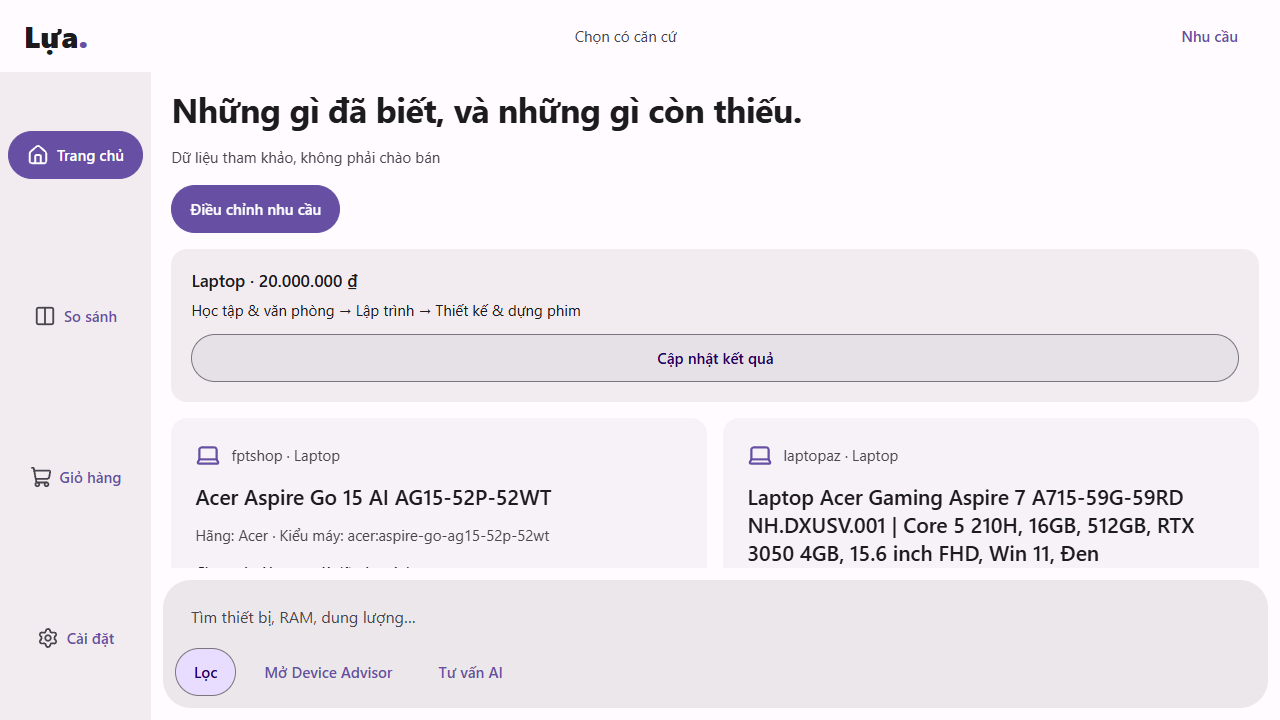 Lựa.
Chọn có căn cứ
Nhu cầu
Trang chủ
So sánh
Giỏ hàng
Cài đặt
Những gì đã biết, và những gì còn thiếu.
Dữ liệu tham khảo, không phải chào bán
Điều chỉnh nhu cầu
Laptop · 20.000.000 ₫
Học tập & văn phòng → Lập trình → Thiết kế & dựng phim
Cập nhật kết quả
fptshop · Laptop
Acer Aspire Go 15 AI AG15-52P-52WT
Hãng: Acer · Kiểu máy: acer:aspire-go-ag15-52p-52wt
laptopaz · Laptop
Laptop Acer Gaming Aspire 7 A715-59G-59RD
NH.DXUSV.001 | Core 5 210H, 16GB, 512GB, RTX
3050 4GB, 15.6 inch FHD, Win 11, Đen
Tìm thiết bị, RAM, dung lượng...
Lọc
Mở Device Advisor
Tư vấn AI